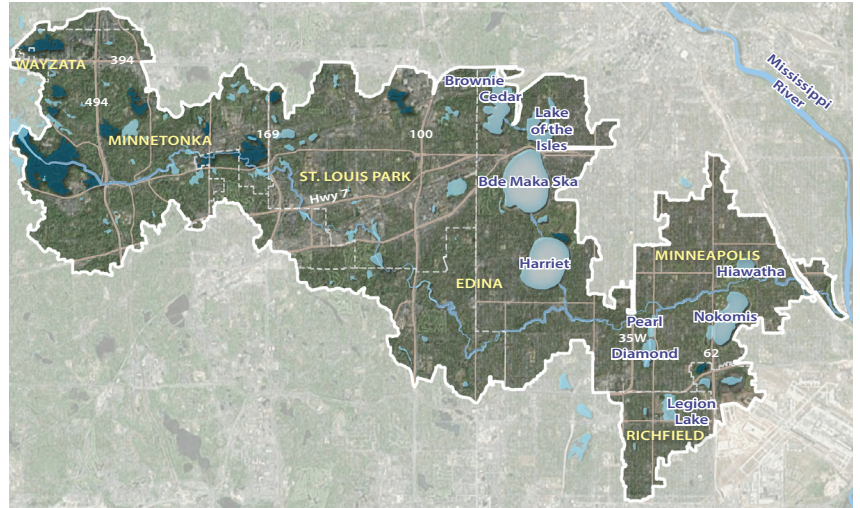 WAYZATA
394
494
MINNETONKA
169
100
ST. LOUIS PARK
Hwy 7
Brownie
Cedar
Lake
of the
Isles
Bde Maka Ska
Harriet
EDINA
Mississippi
River
MINNEAPOLIS
Hiawatha
Nokomis
Pearl
35W
Diamond
62
Legion
Lake
RICHFIELD